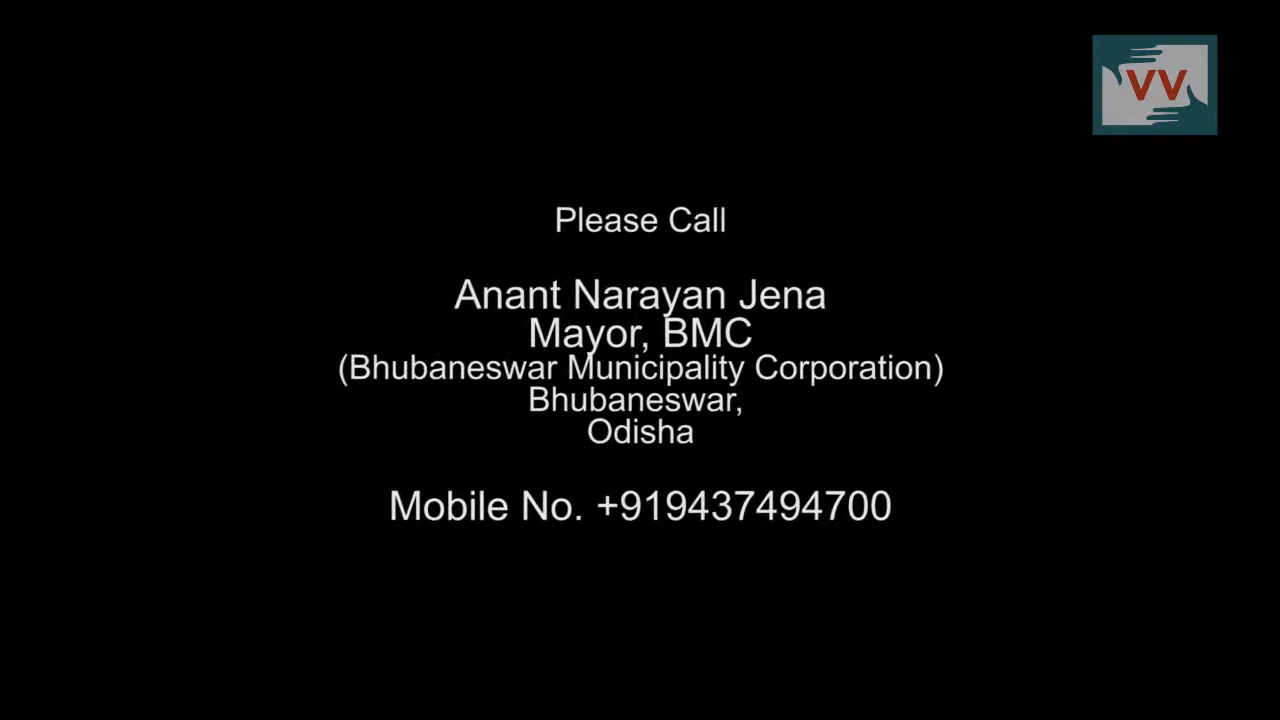 VV
Please Call
Anant Narayan Jena
Mayor, BMC
(Bhubaneswar Municipality Corporation)
Bhubaneswar,
Odisha
Mobile No. +919437494700